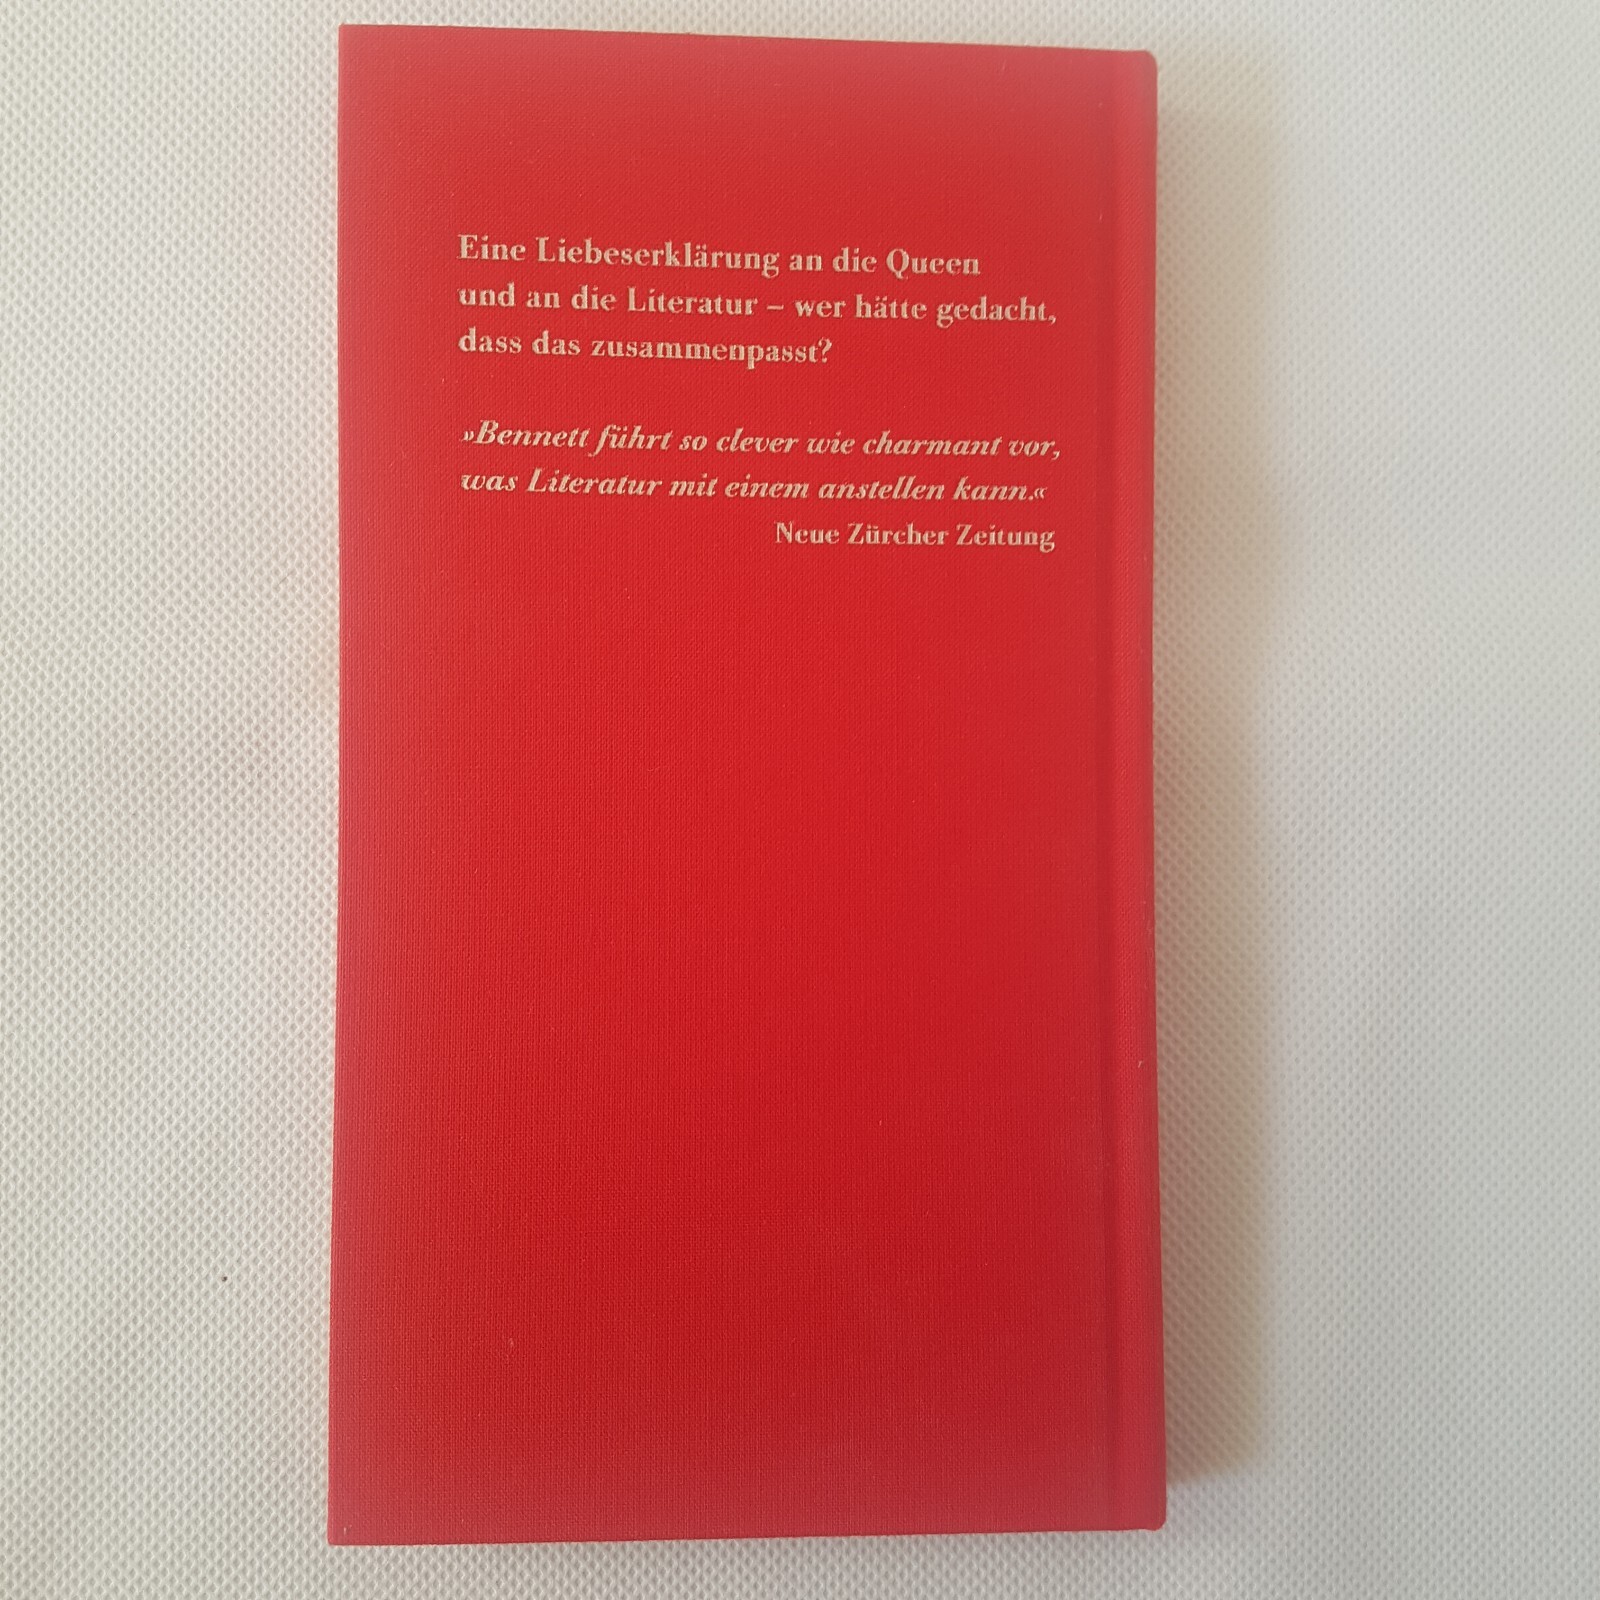 Eine Liebeserklärung an die Queen
und an die Literatur – wer hätte gedacht,
dass das zusammenpasst?
»Bennett führt so clever wie charmant vor,
was Literatur mit einem anstellen kann.«
Neue Zürcher Zeitung